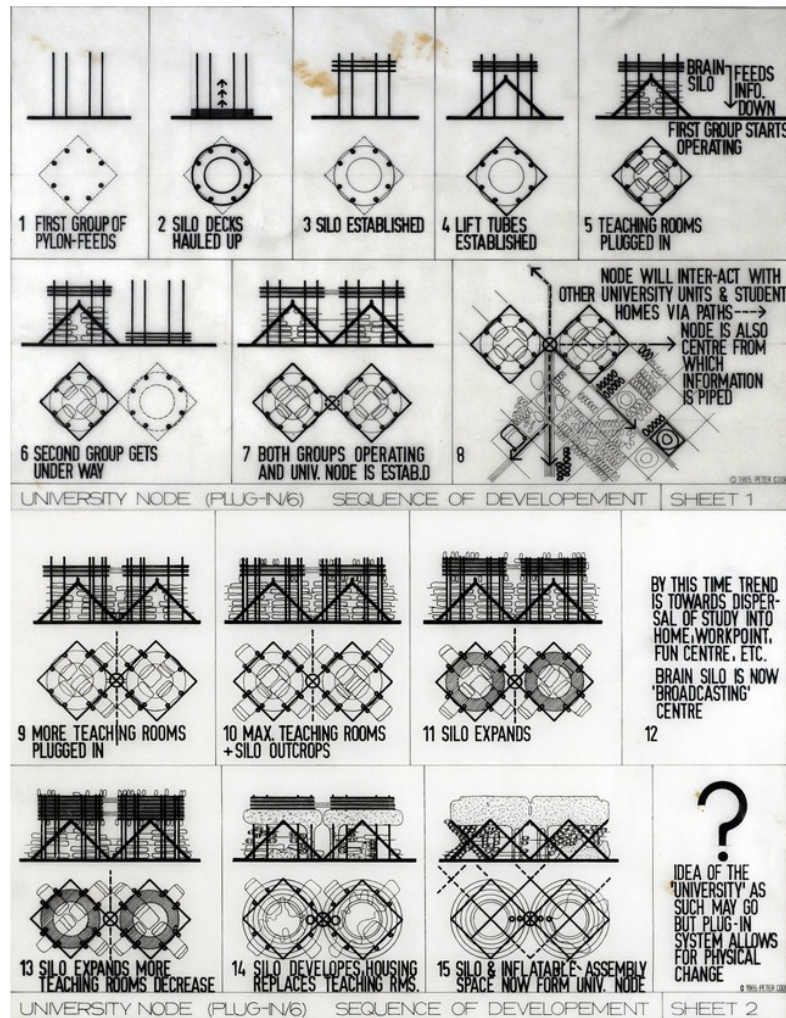 1 FIRST GROUP OF
PYLON-FEEDS
2 SILO DECKS
HAULED UP
3 SILO ESTABLISHED
4 LIFT TUBES
ESTABLISHED
BRAIN
SILO
FEEDS
INFO.
DOWN
FIRST GROUP STARTS
OPERATING
5 TEACHING ROOMS
PLUGGED IN
6 SECOND GROUP GETS
UNDER WAY
7 BOTH GROUPS OPERATING
AND UNIV. NODE IS ESTAB.D
8
NODE WILL INTER-ACT WITH
OTHER UNIVERSITY UNITS & STUDENT
HOMES VIA PATHS
NODE IS ALSO
CENTRE FROM
WHICH
INFORMATION
IS PIPED
© 1965 PETER COOK
UNIVERSITY NODE (PLUG-IN/6) SEQUENCE OF DEVELOPEMENT SHEET 1
9 MORE TEACHING ROOMS
PLUGGED IN
10 MAX. TEACHING ROOMS
+ SILO OUTCROPS
11 SILO EXPANDS
BY THIS TIME TREND
IS TOWARDS DISPER-
SAL OF STUDY INTO
HOME, WORKPOINT,
FUN CENTRE, ETC.
BRAIN SILO IS NOW
'BROADCASTING'
CENTRE
12
13 SILO EXPANDS MORE
TEACHING ROOMS DECREASE
14 SILO DEVELOPES, HOUSING
REPLACES TEACHING RMS.
15 SILO & INFLATABLE-ASSEMBLY
SPACE NOW FORM UNIV. NODE
?
IDEA OF THE
'UNIVERSITY' AS
SUCH MAY GO
BUT PLUG-IN
SYSTEM ALLOWS
FOR PHYSICAL
CHANGE
© 1965 PETER COOK
UNIVERSITY NODE (PLUG-IN/6) SEQUENCE OF DEVELOPEMENT SHEET 2